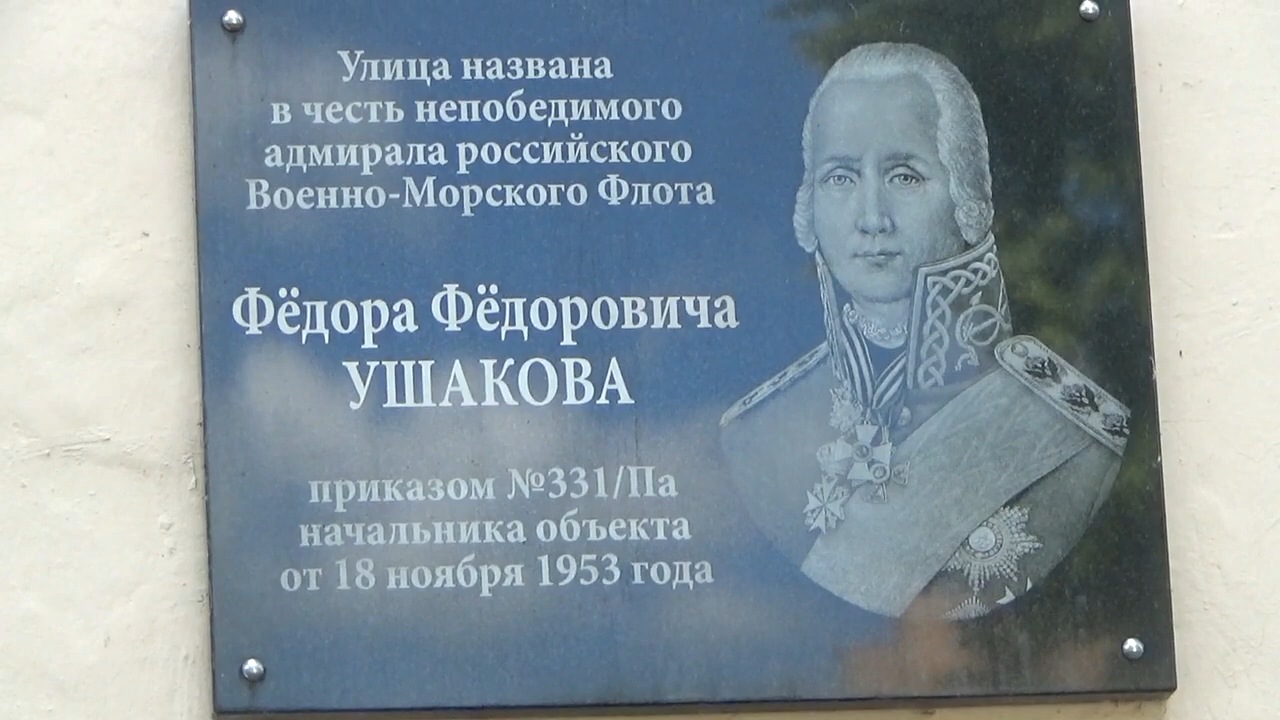 Улица названа
в честь непобедимого
адмирала российского
Военно-Морского Флота
Фёдора Фёдоровича
УШАКОВА
приказом №331/Па
начальника объекта
от 18 ноября 1953 года